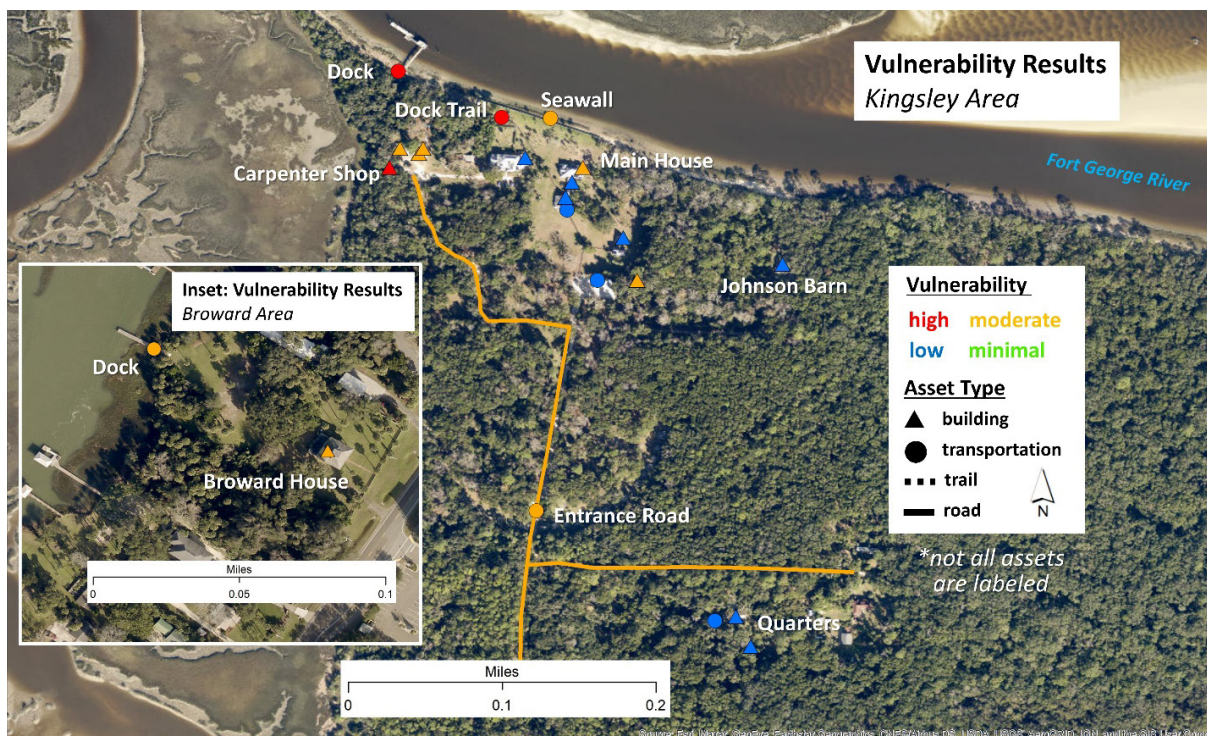 Vulnerability Results
Kingsley Area
Dock
Dock Trail
Seawall
Carpenter Shop
Main House
Fort George River
Johnson Barn
Inset: Vulnerability Results
Broward Area
Dock
Broward House
Miles
0 0.05 0.1
Vulnerability
high moderate
low minimal
Asset Type
building
transportation
trail
road
N
*not all assets
are labeled
Entrance Road
Quarters
Miles
0 0.1 0.2